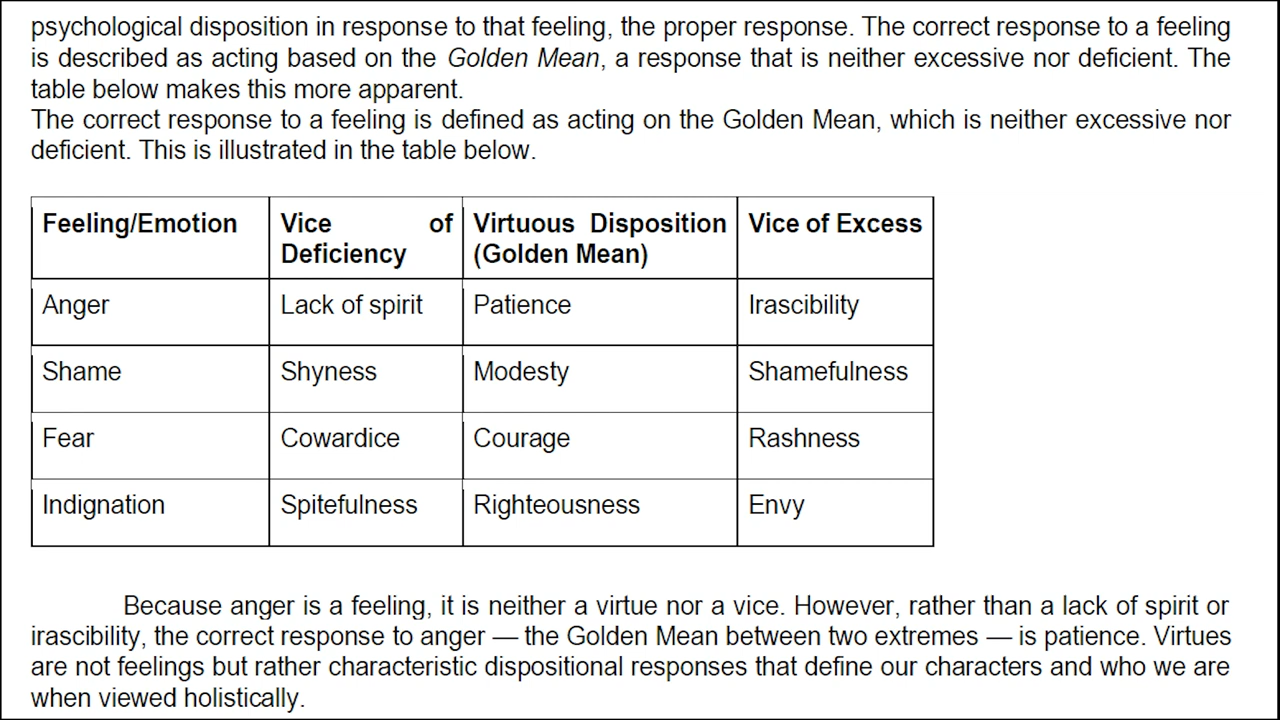 psychological disposition in response to that feeling, the proper response. The correct response to a feeling
is described as acting based on the Golden Mean, a response that is neither excessive nor deficient. The
table below makes this more apparent.
The correct response to a feeling is defined as acting on the Golden Mean, which is neither excessive nor
deficient. This is illustrated in the table below.
Feeling/Emotion Vice of Deficiency Virtuous Disposition (Golden Mean) Vice of Excess
Anger Lack of spirit Patience Irascibility
Shame Shyness Modesty Shamefulness
Fear Cowardice Courage Rashness
Indignation Spitefulness Righteousness Envy
Because anger is a feeling, it is neither a virtue nor a vice. However, rather than a lack of spirit or
irascibility, the correct response to anger — the Golden Mean between two extremes — is patience. Virtues
are not feelings but rather characteristic dispositional responses that define our characters and who we are
when viewed holistically.